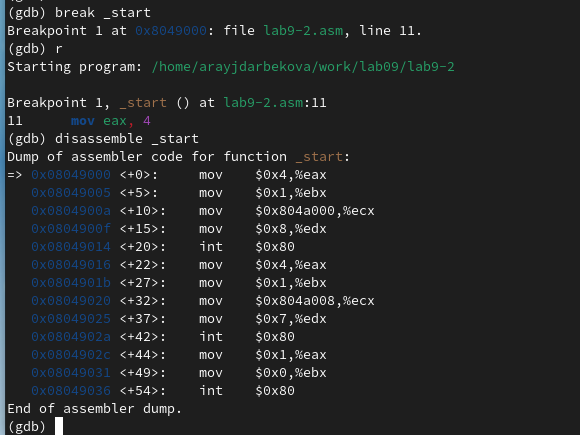 (gdb) break _start
Breakpoint 1 at 0x8049000: file lab9-2.asm, line 11.
(gdb) r
Starting program: /home/arayjdarbekova/work/lab09/lab9-2

Breakpoint 1, _start () at lab9-2.asm:11
11      mov eax, 4
(gdb) disassemble _start
Dump of assembler code for function _start:
=> 0x08049000 <+0>:     mov    $0x4,%eax
   0x08049005 <+5>:     mov    $0x1,%ebx
   0x0804900a <+10>:    mov    $0x804a000,%ecx
   0x0804900f <+15>:    mov    $0x8,%edx
   0x08049014 <+20>:    int    $0x80
   0x08049016 <+22>:    mov    $0x4,%eax
   0x0804901b <+27>:    mov    $0x1,%ebx
   0x08049020 <+32>:    mov    $0x804a008,%ecx
   0x08049025 <+37>:    mov    $0x7,%edx
   0x0804902a <+42>:    int    $0x80
   0x0804902c <+44>:    mov    $0x1,%eax
   0x08049031 <+49>:    mov    $0x0,%ebx
   0x08049036 <+54>:    int    $0x80
End of assembler dump.
(gdb)